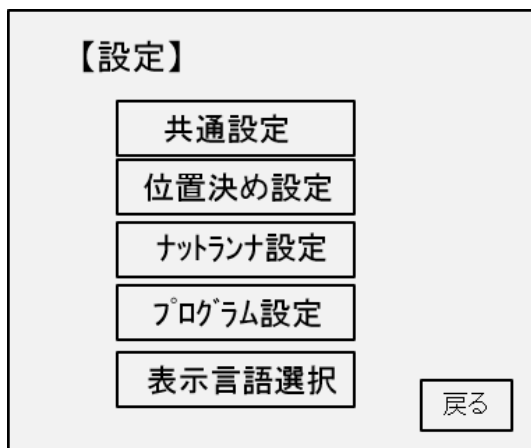 【設定】
共通設定
位置決め設定
ﾅｯﾄﾗﾝﾅ設定
ﾌﾟﾛｸﾞﾗﾑ設定
表示言語選択
戻る